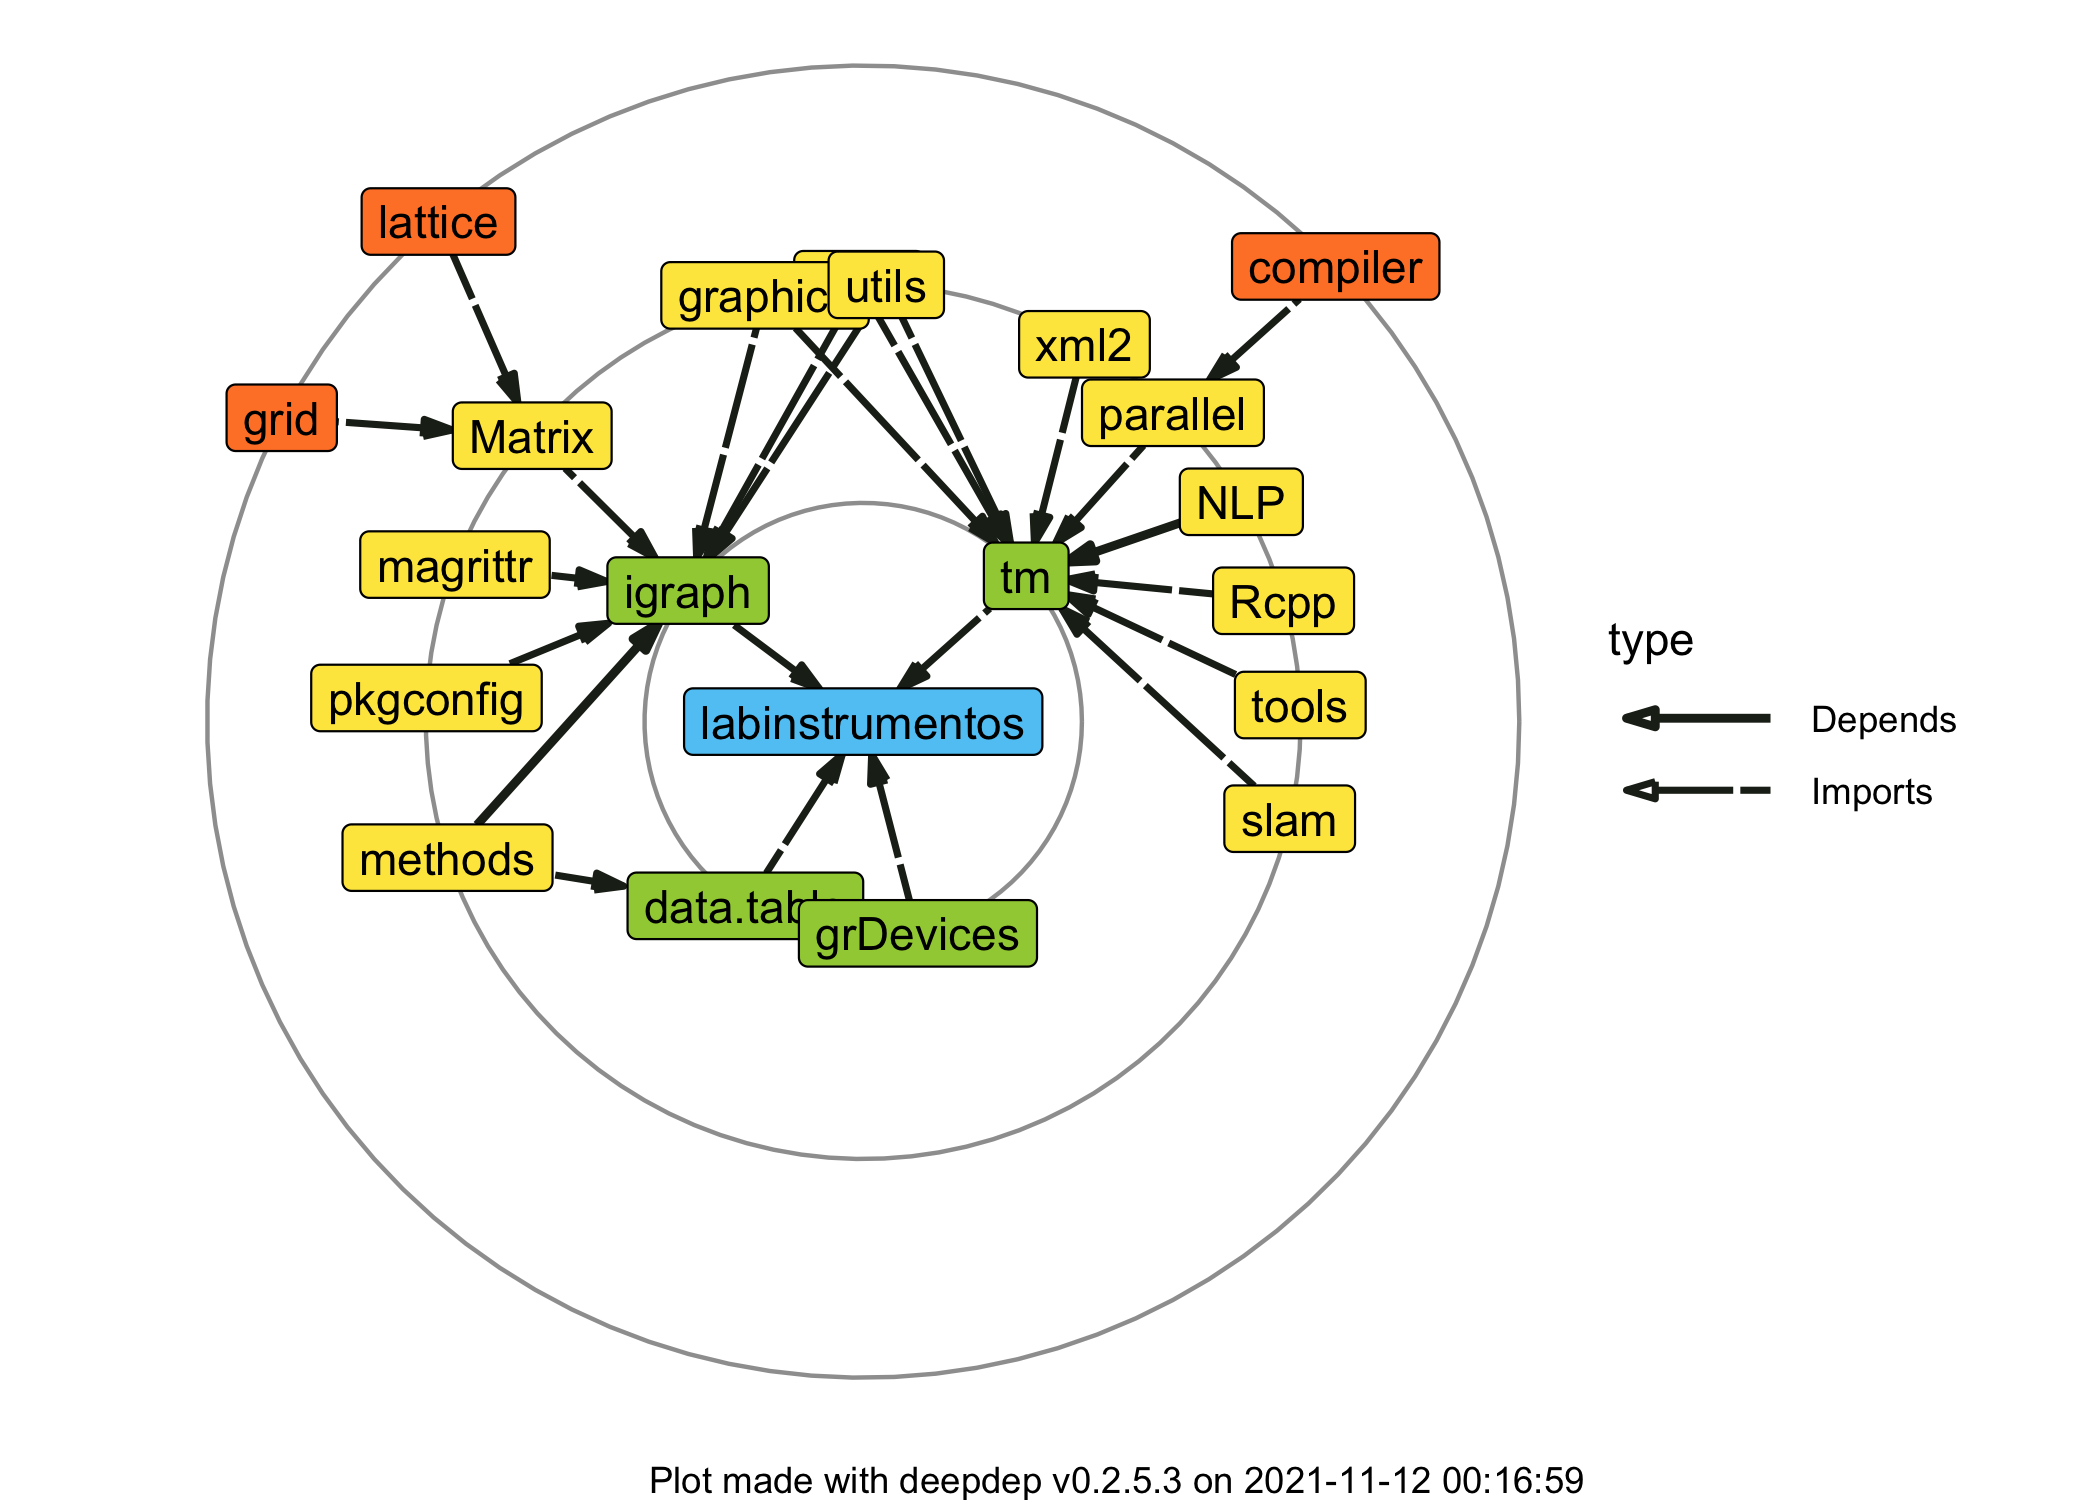 lattice
compiler
graphic
utils
xml2
grid
parallel
Matrix
NLP
magrittr
igraph
tm
Rcpp
type
pkgconfig
tools
labinstrumentos
Depends
Imports
slam
methods
data.tab
grDevices
Plot made with deepdep v0.2.5.3 on 2021-11-12 00:16:59